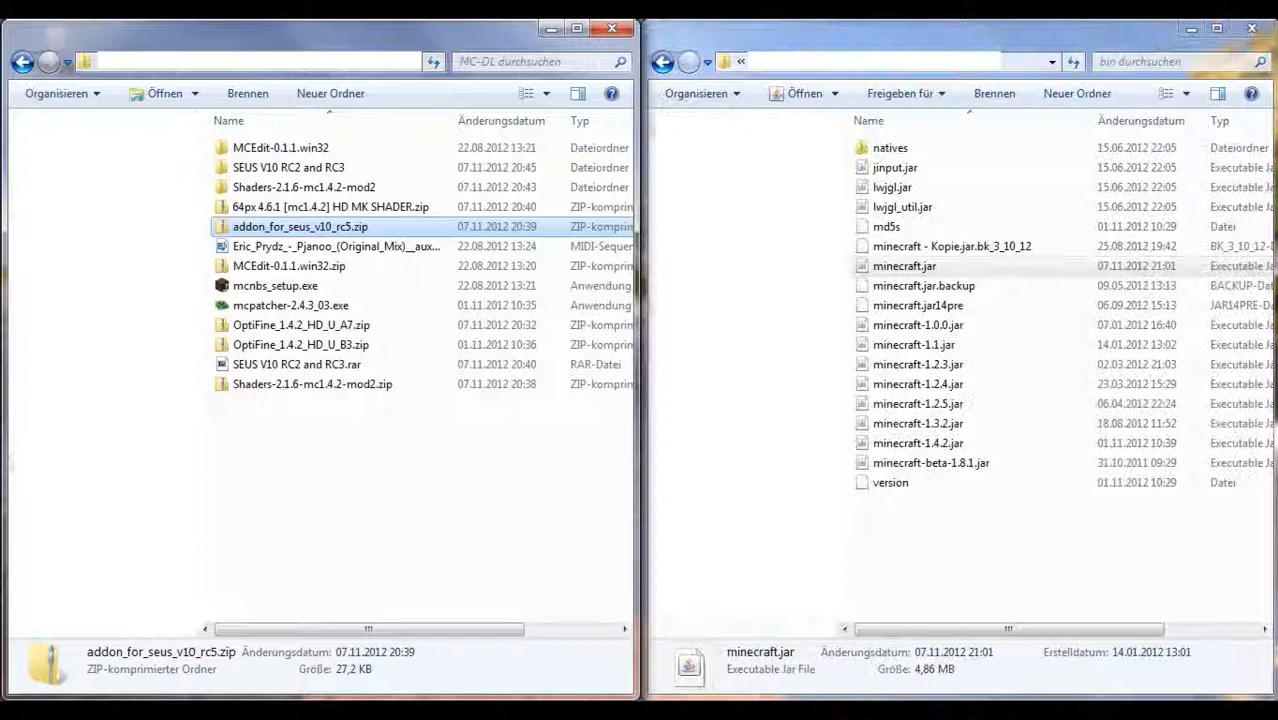 MC-DL durchsuchen
Organisieren Öffnen Brennen Neuer Ordner
Name Änderungsdatum Typ
MCEdit-0.1.1.win32 22.08.2012 13:21 Dateiordner
SEUS V10 RC2 and RC3 07.11.2012 20:45 Dateiordner
Shaders-2.1.6-mc1.4.2-mod2 07.11.2012 20:43 Dateiordner
64px 4.6.1 [mc1.4.2] HD MK SHADER.zip 07.11.2012 20:40 ZIP-komprim
addon_for_seus_v10_rc5.zip 07.11.2012 20:39 ZIP-komprim
Eric_Prydz_-_Pjanoo_(Original_Mix)__aux... 22.08.2012 13:24 MIDI-Sequen
MCEdit-0.1.1.win32.zip 22.08.2012 13:20 ZIP-komprim
mcnbs_setup.exe 22.08.2012 13:21 Anwendung
mcpatcher-2.4.3_03.exe 01.11.2012 10:35 Anwendung
OptiFine_1.4.2_HD_U_A7.zip 07.11.2012 20:32 ZIP-komprim
OptiFine_1.4.2_HD_U_B3.zip 01.11.2012 10:36 ZIP-komprim
SEUS V10 RC2 and RC3.rar 07.11.2012 20:40 RAR-Datei
Shaders-2.1.6-mc1.4.2-mod2.zip 07.11.2012 20:38 ZIP-komprim
addon_for_seus_v10_rc5.zip Änderungsdatum: 07.11.2012 20:39
ZIP-komprimierter Ordner Größe: 27,2 KB
« bin durchsuchen
Organisieren Öffnen Freigeben für Brennen Neuer Ordner
Name Änderungsdatum Typ
natives 15.06.2012 22:05 Dateiordner
jinput.jar 15.06.2012 22:05 Executable Ja
lwjgl.jar 15.06.2012 22:05 Executable Ja
lwjgl_util.jar 15.06.2012 22:05 Executable Ja
md5s 01.11.2012 10:29 Datei
minecraft - Kopie.jar.bk_3_10_12 25.08.2012 19:42 BK_3_10_12-D
minecraft.jar 07.11.2012 21:01 Executable Ja
minecraft.jar.backup 09.05.2012 13:13 BACKUP-Dat
minecraft.jar14pre 06.09.2012 15:13 JAR14PRE-D
minecraft-1.0.0.jar 07.01.2012 16:40 Executable Ja
minecraft-1.1.jar 14.01.2012 13:02 Executable Ja
minecraft-1.2.3.jar 02.03.2012 21:03 Executable Ja
minecraft-1.2.4.jar 23.03.2012 15:29 Executable Ja
minecraft-1.2.5.jar 06.04.2012 22:24 Executable Ja
minecraft-1.3.2.jar 18.08.2012 11:52 Executable Ja
minecraft-1.4.2.jar 01.11.2012 10:39 Executable Ja
minecraft-beta-1.8.1.jar 31.10.2011 09:29 Executable Ja
version 01.11.2012 10:29 Datei
minecraft.jar Änderungsdatum: 07.11.2012 21:01 Erstelldatum: 14.01.2012 13:01
Executable Jar File Größe: 4,86 MB